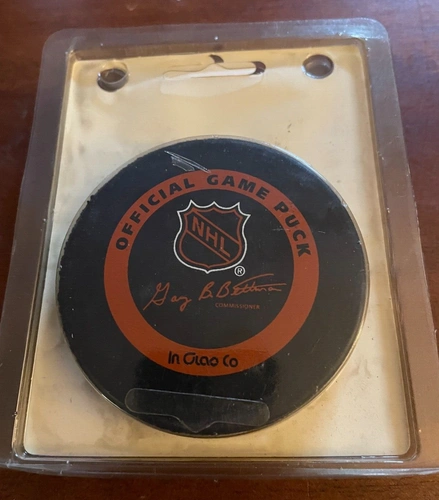 OFFICIAL GAME PUCK
NHL
®
Gary B. Bettman
COMMISSIONER
In Glas Co